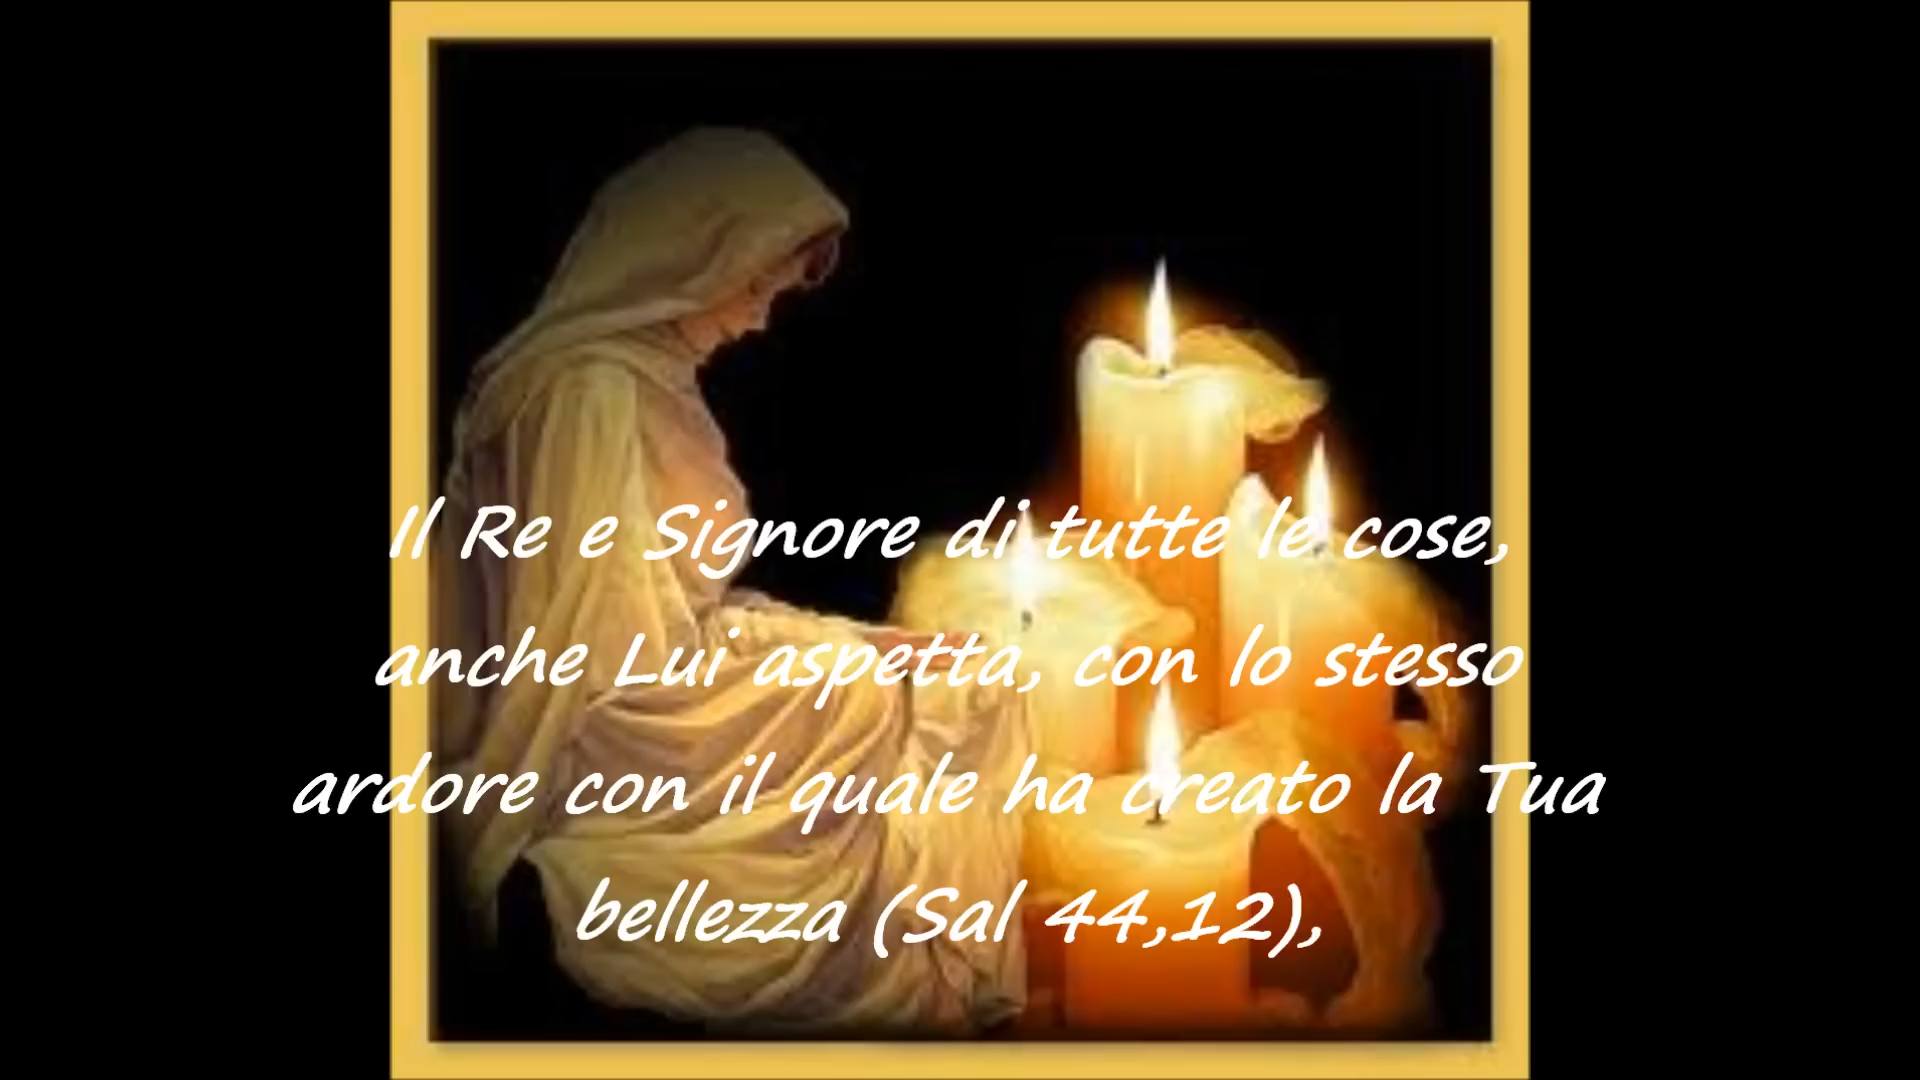 Il Re e Signore di tutte le cose,
anche Lui aspetta, con lo stesso
ardore con il quale ha creato la Tua
bellezza (Sal 44,12),